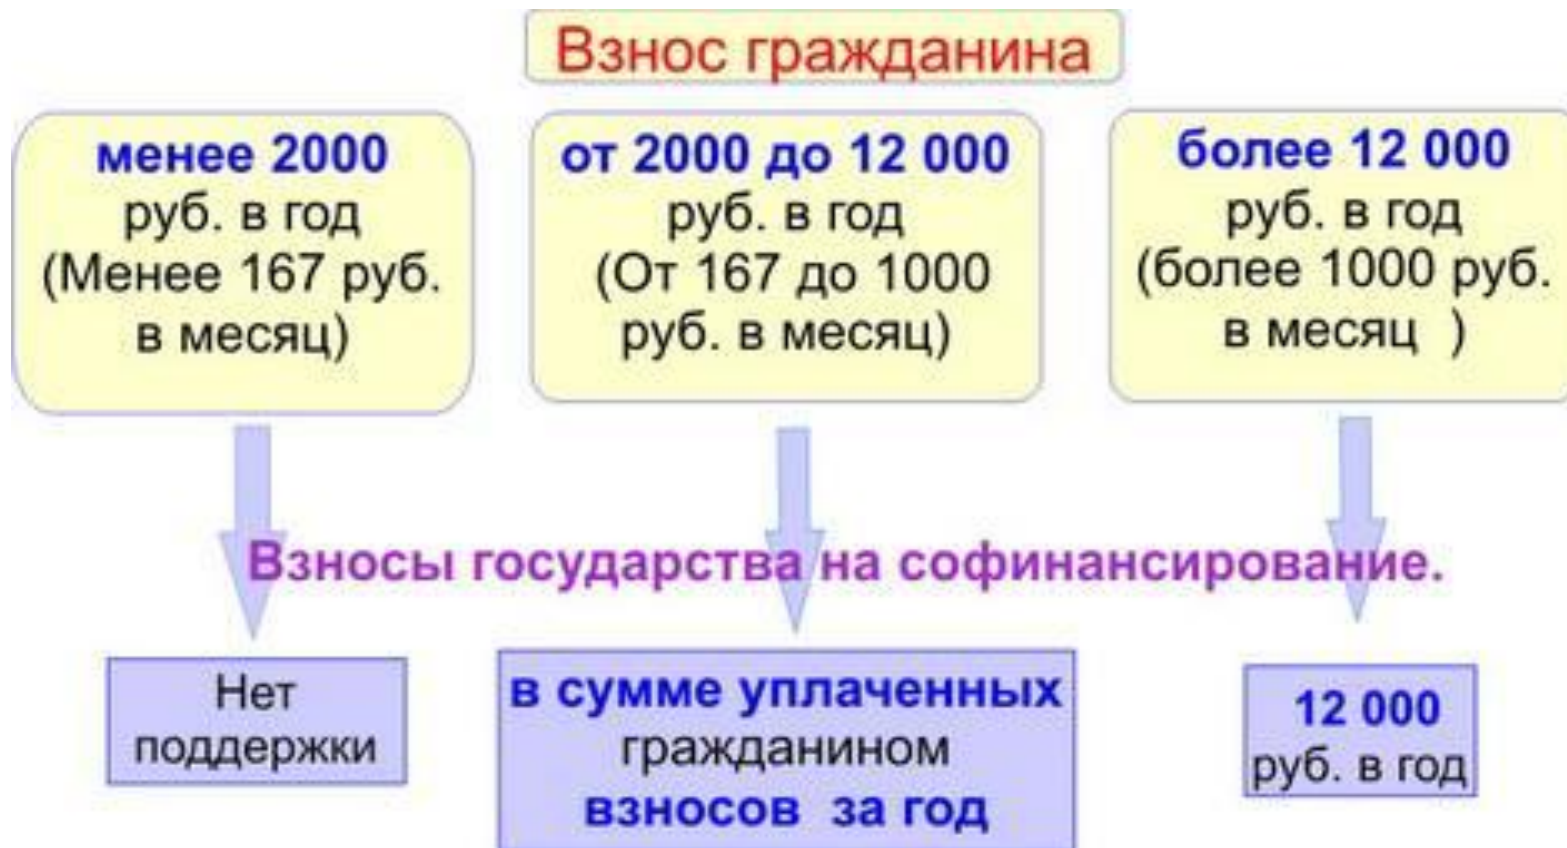 Взнос гражданина
менее 2000
руб. в год
(Менее 167 руб.
в месяц)
от 2000 до 12 000
руб. в год
(От 167 до 1000
руб. в месяц)
более 12 000
руб. в год
(более 1000 руб.
в месяц )
Взносы государства на софинансирование.
Нет
поддержки
в сумме уплаченных
гражданином
взносов за год
12 000
руб. в год